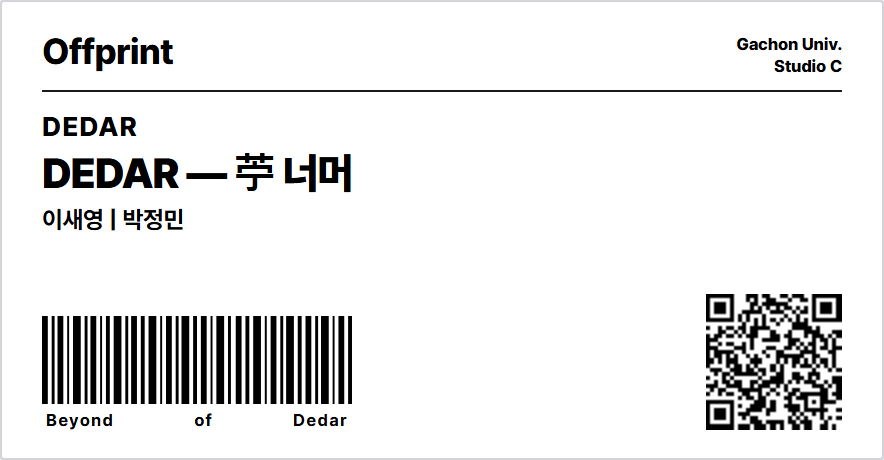 Offprint
Gachon Univ.
Studio C
DEDAR
DEDAR — 苧 너머
이새영 | 박정민
Beyond of Dedar